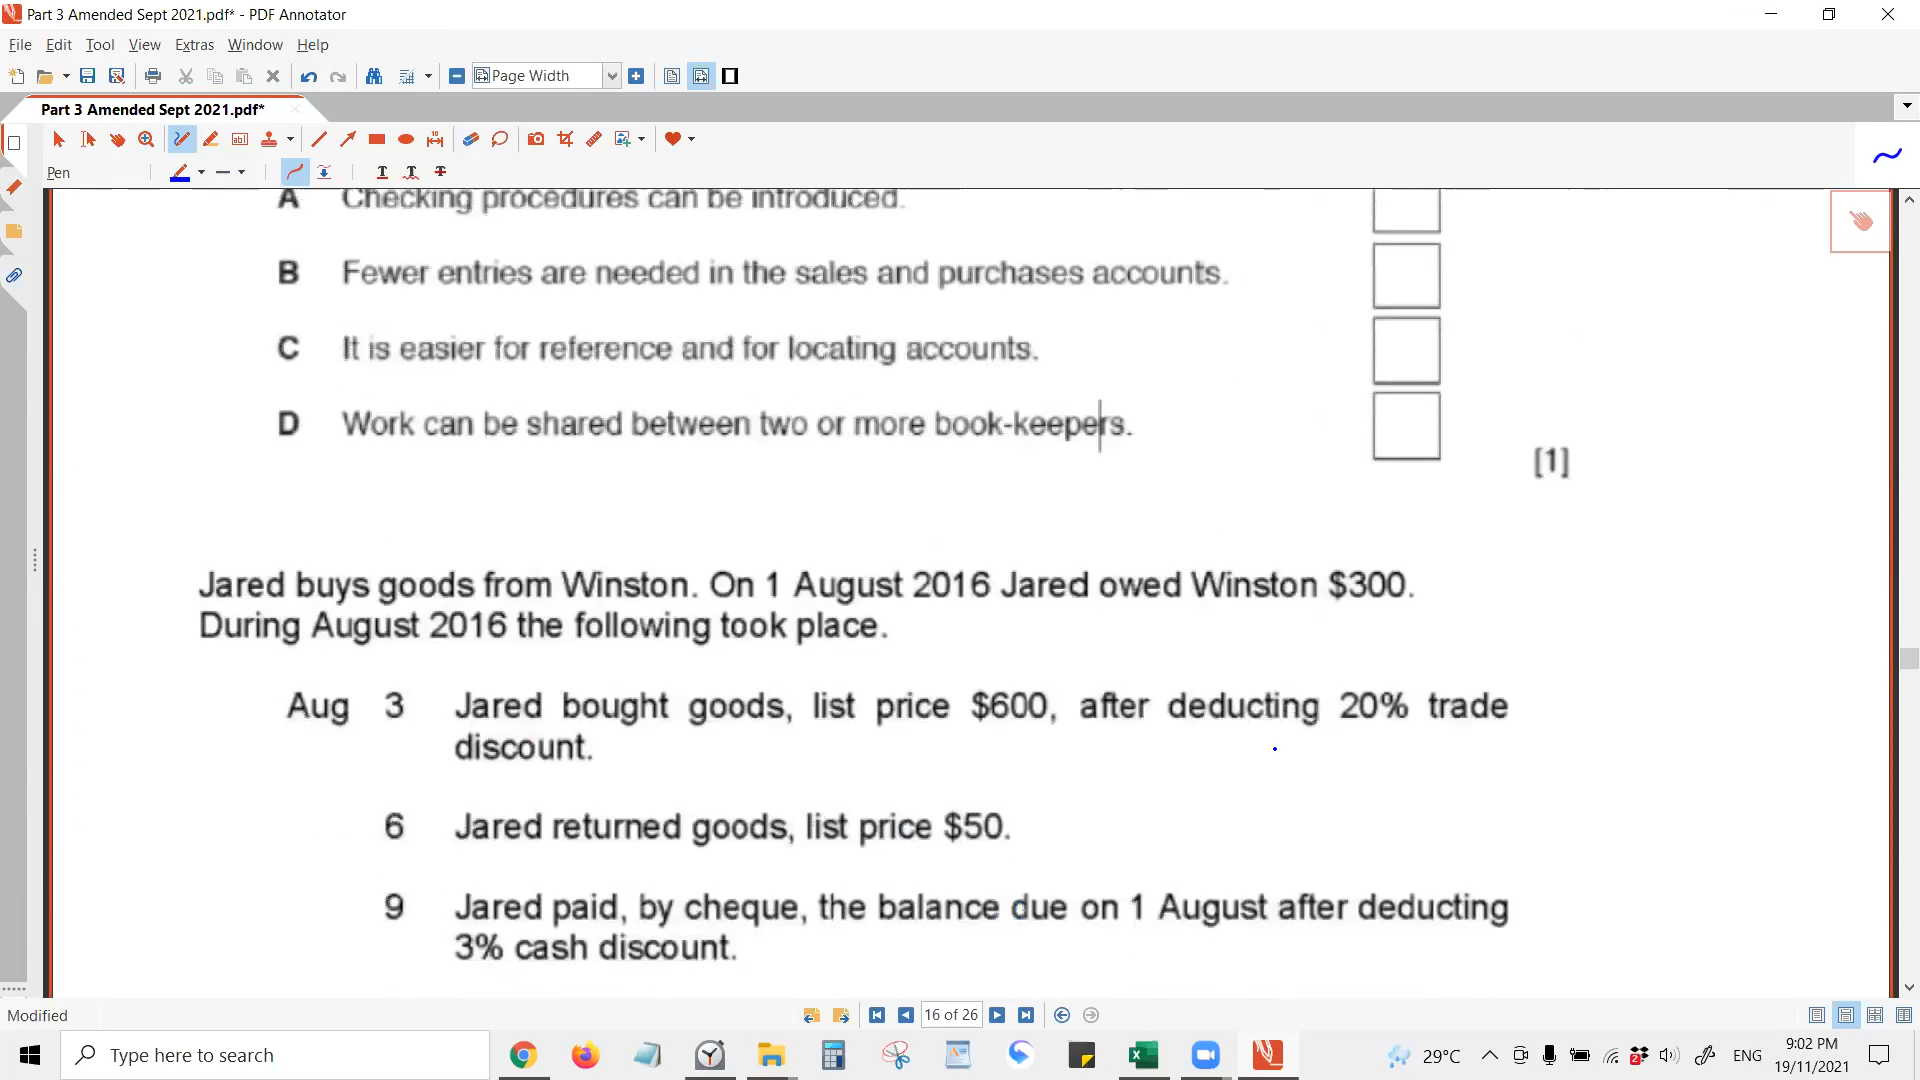 Part 3 Amended Sept 2021.pdf* - PDF Annotator
File Edit Tool View Extras Window Help
Page Width
Part 3 Amended Sept 2021.pdf*
Pen
A Checking procedures can be introduced.
B Fewer entries are needed in the sales and purchases accounts.
C It is easier for reference and for locating accounts.
D Work can be shared between two or more book-keepers.
[1]
Jared buys goods from Winston. On 1 August 2016 Jared owed Winston $300.
During August 2016 the following took place.
Aug 3 Jared bought goods, list price $600, after deducting 20% trade
discount.
6 Jared returned goods, list price $50.
9 Jared paid, by cheque, the balance due on 1 August after deducting
3% cash discount.
Modified
16 of 26
Type here to search
29°C
ENG
9:02 PM
19/11/2021